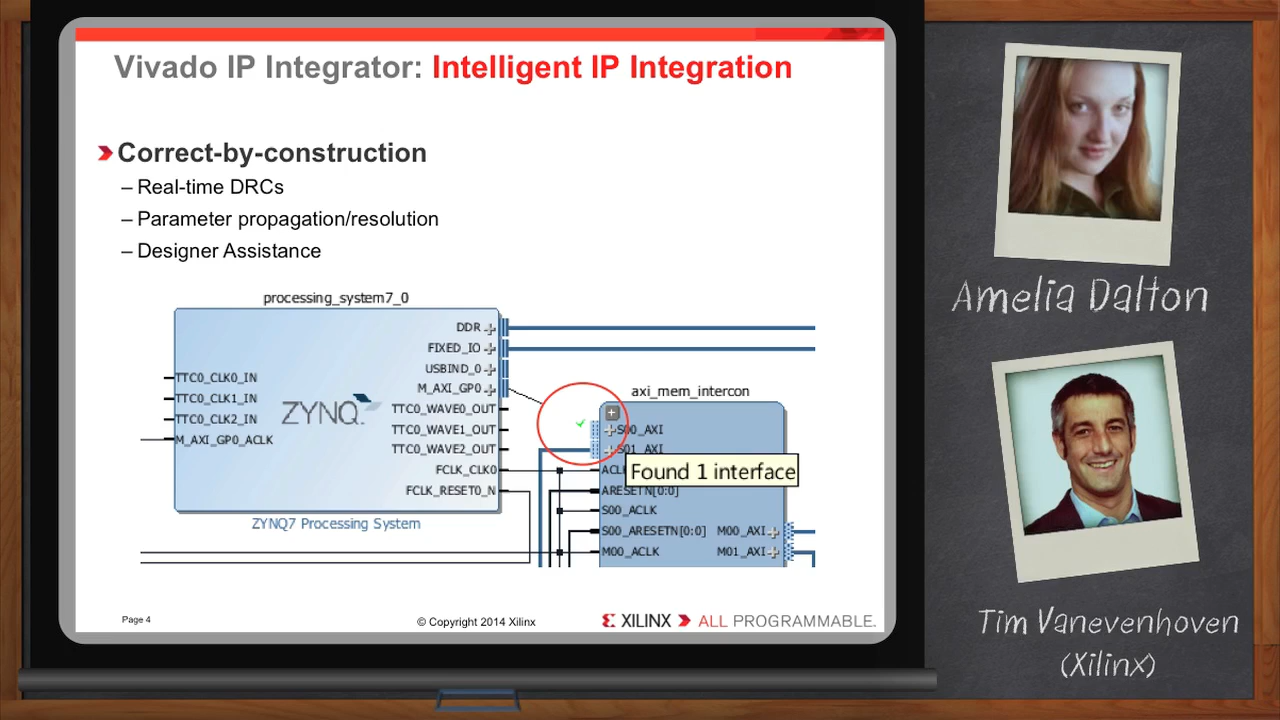 Vivado IP Integrator: Intelligent IP Integration
Correct-by-construction
– Real-time DRCs
– Parameter propagation/resolution
– Designer Assistance
processing_system7_0
DDR
FIXED_IO
USBIND_0
M_AXI_GP0
TTC0_WAVE0_OUT
TTC0_WAVE1_OUT
TTC0_WAVE2_OUT
FCLK_CLK0
FCLK_RESET0_N
TTC0_CLK0_IN
TTC0_CLK1_IN
TTC0_CLK2_IN
M_AXI_GP0_ACLK
ZYNQ
ZYNQ7 Processing System
axi_mem_intercon
S00_AXI
S01_AXI
Found 1 interface
ARESETN[0:0]
S00_ACLK
S00_ARESETN[0:0] M00_AXI
M00_ACLK M01_AXI
Page 4
© Copyright 2014 Xilinx
XILINX ALL PROGRAMMABLE.
Amelia Dalton
Tim Vanevenhoven
(Xilinx)